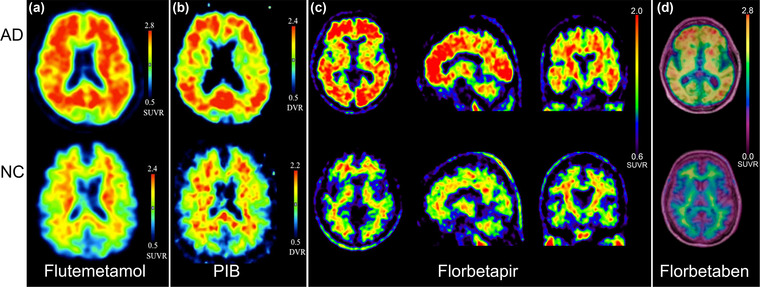 (a) (b) (c) (d)
AD
2.8
0.5
SUVR
2.4
0.5
DVR
2.0
0.6
SUVR
2.8
0.0
SUVR
NC
2.4
0.5
SUVR
2.2
0.5
DVR
Flutemetamol PIB Florbetapir Florbetaben